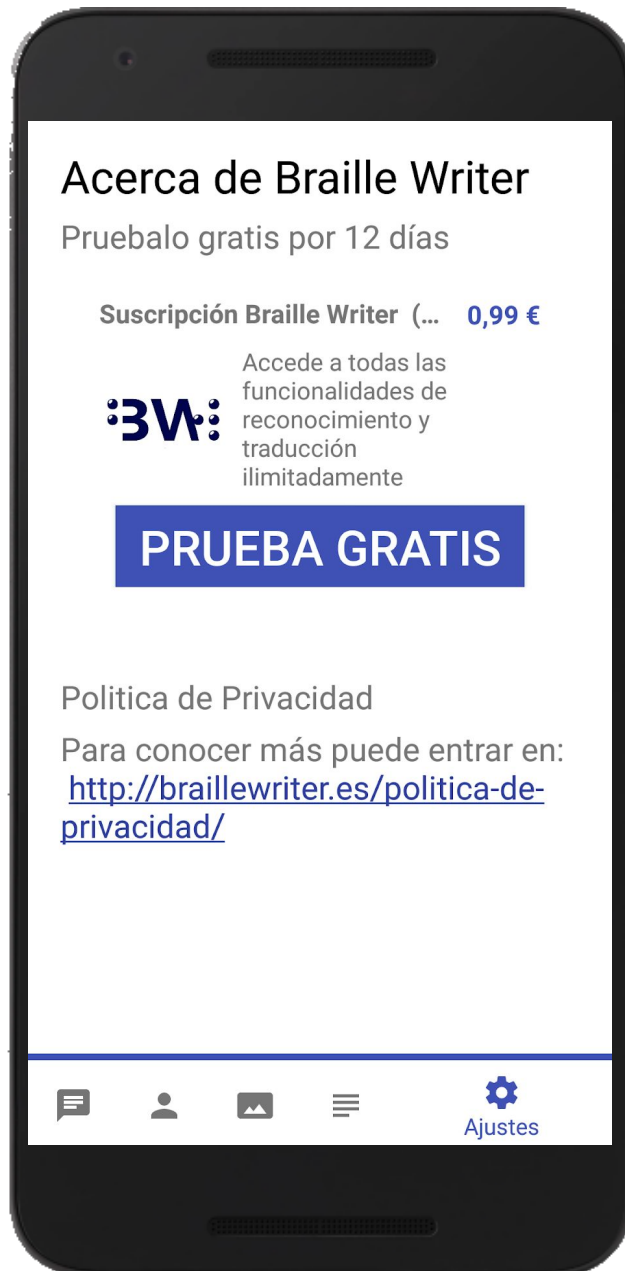 Acerca de Braille Writer
Pruebalo gratis por 12 días
Suscripción Braille Writer (... 0,99 €
Accede a todas las
funcionalidades de
reconocimiento y
traducción
ilimitadamente
BW
PRUEBA GRATIS
Politica de Privacidad
Para conocer más puede entrar en:
http://braillewriter.es/politica-de-
privacidad/
Ajustes